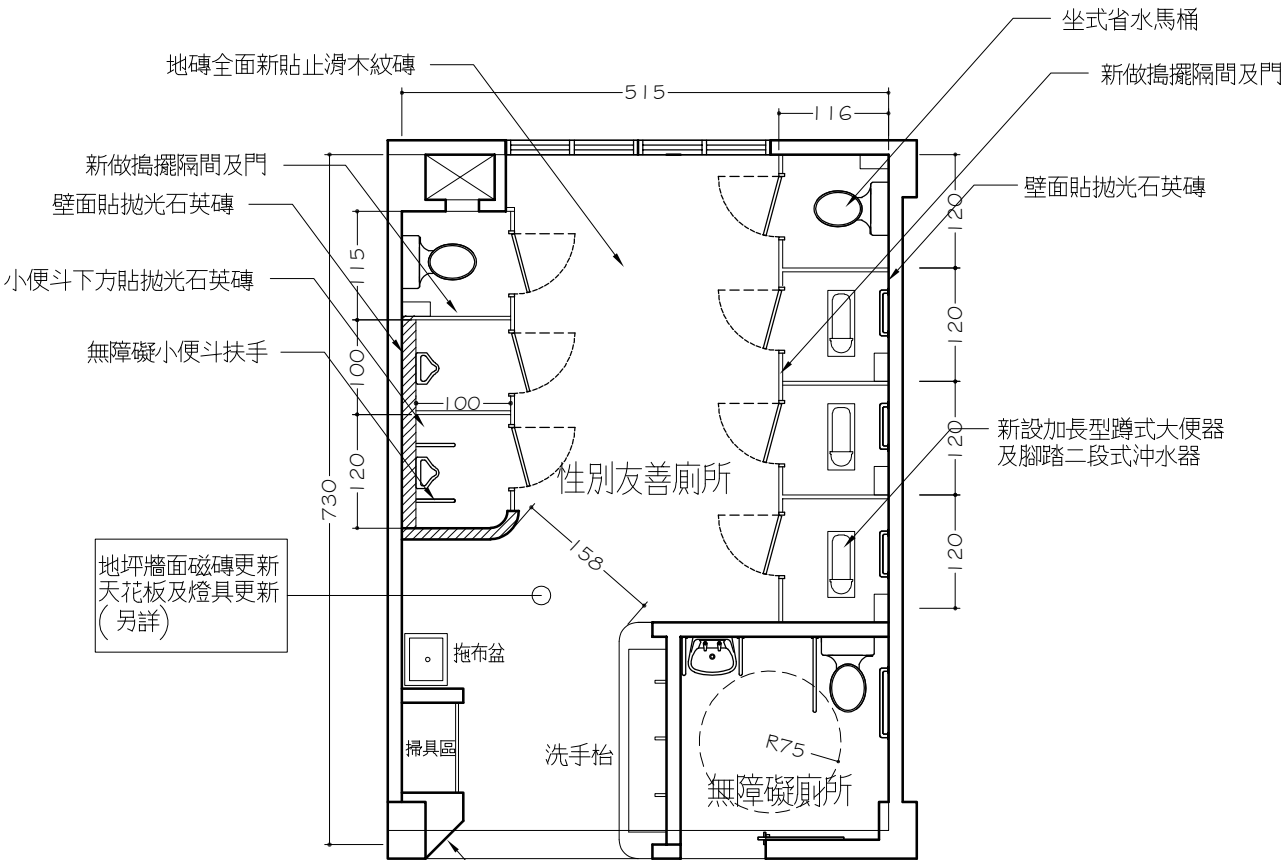 坐式省水馬桶
地磚全面新貼止滑木紋磚
新做搗擺隔間及門
515
116
新做搗擺隔間及門
壁面貼拋光石英磚
壁面貼拋光石英磚
120
115
小便斗下方貼拋光石英磚
120
無障礙小便斗扶手
100
100
120
新設加長型蹲式大便器
及腳踏二段式沖水器
120
性別友善廁所
730
158
120
地坪牆面磁磚更新
天花板及燈具更新
(另詳)
拖布盆
掃具區
洗手枱
R75
無障礙廁所